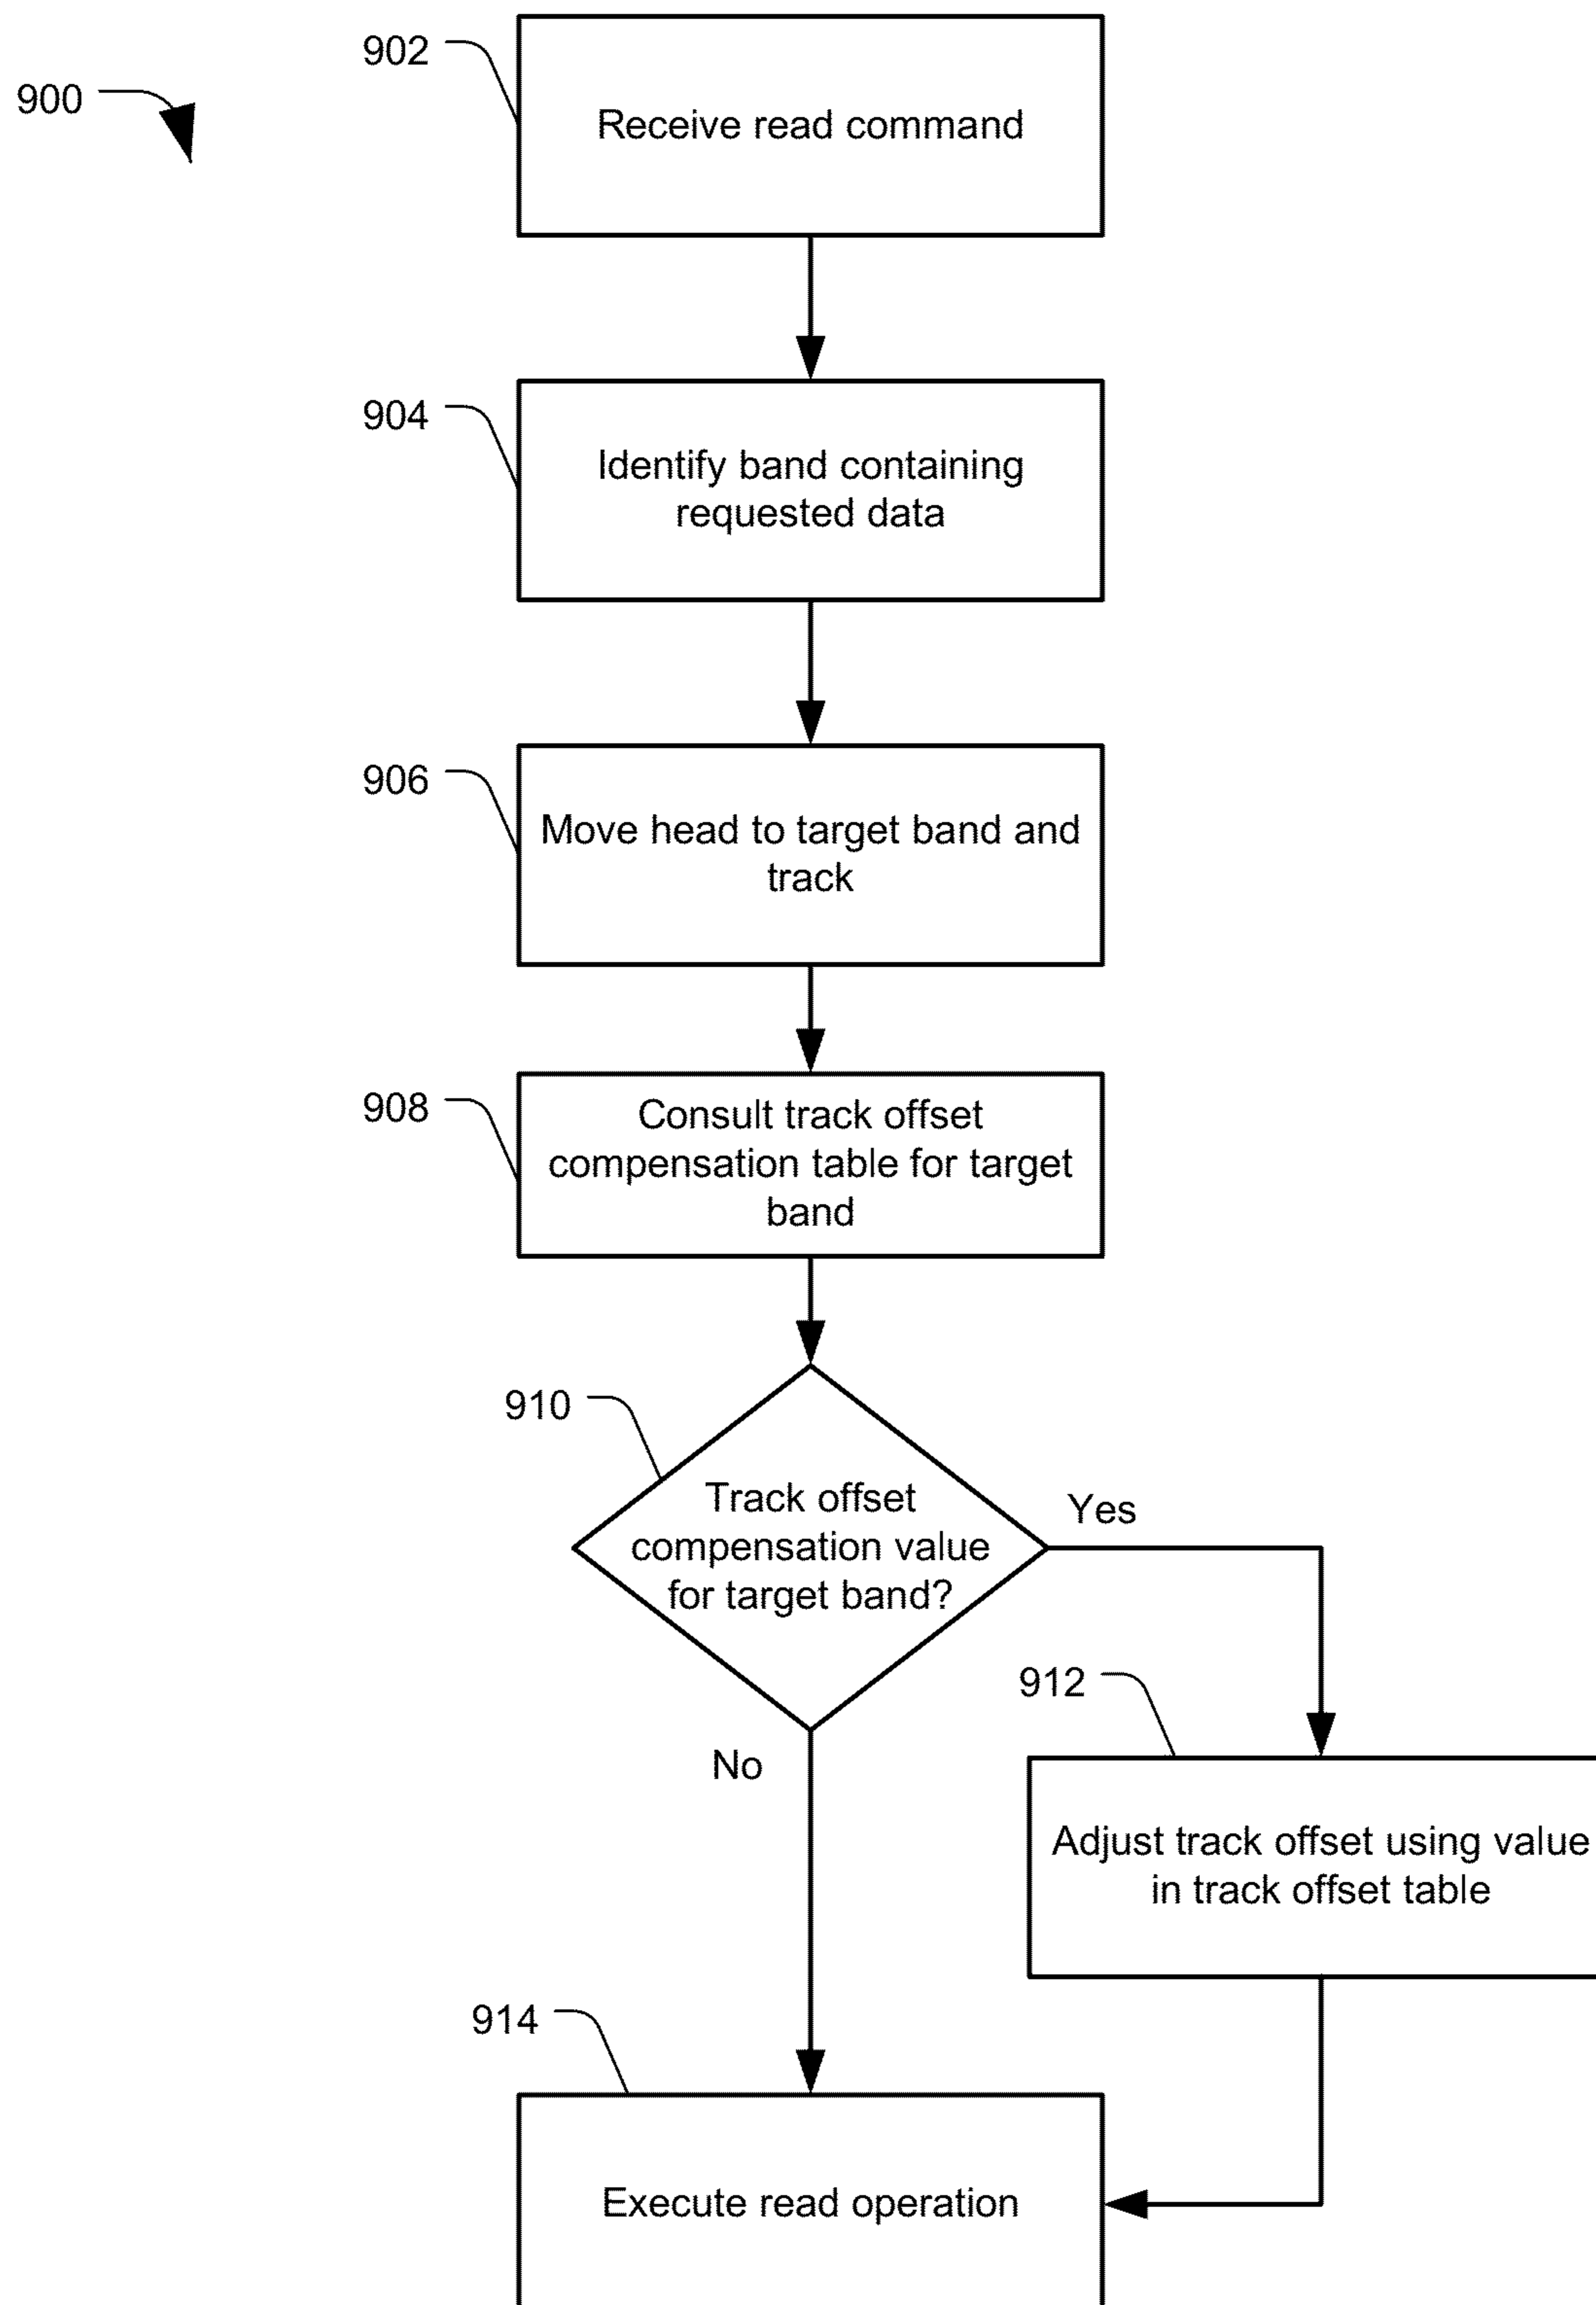 902
900
Receive read command
904
Identify band containing
requested data
906
Move head to target band and
track
908
Consult track offset
compensation table for target
band
910
Track offset
compensation value
for target band?
Yes
912
No
Adjust track offset using value
in track offset table
914
Execute read operation